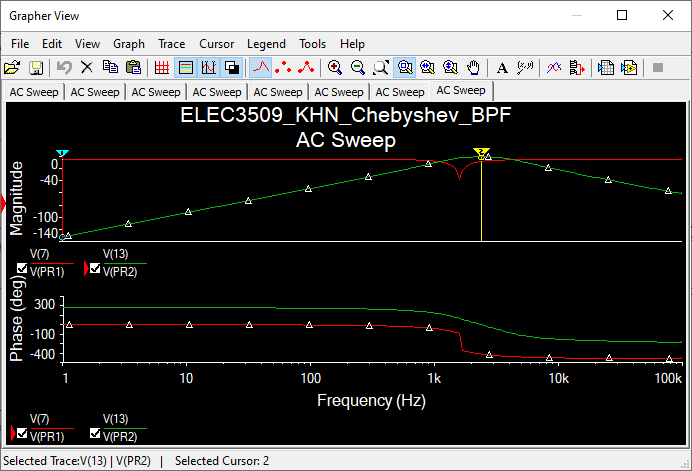 Grapher View
File Edit View Graph Trace Cursor Legend Tools Help
AC Sweep AC Sweep AC Sweep AC Sweep AC Sweep AC Sweep AC Sweep AC Sweep
ELEC3509_KHN_Chebyshev_BPF
AC Sweep
1 2
Magnitude
0
-40
-100
-140
V(7) V(13)
V(PR1) V(PR2)
Phase (deg)
300
-100
-400
1 10 100 1k 10k 100k
Frequency (Hz)
V(7) V(13)
V(PR1) V(PR2)
Selected Trace:V(13) | V(PR2) | Selected Cursor: 2